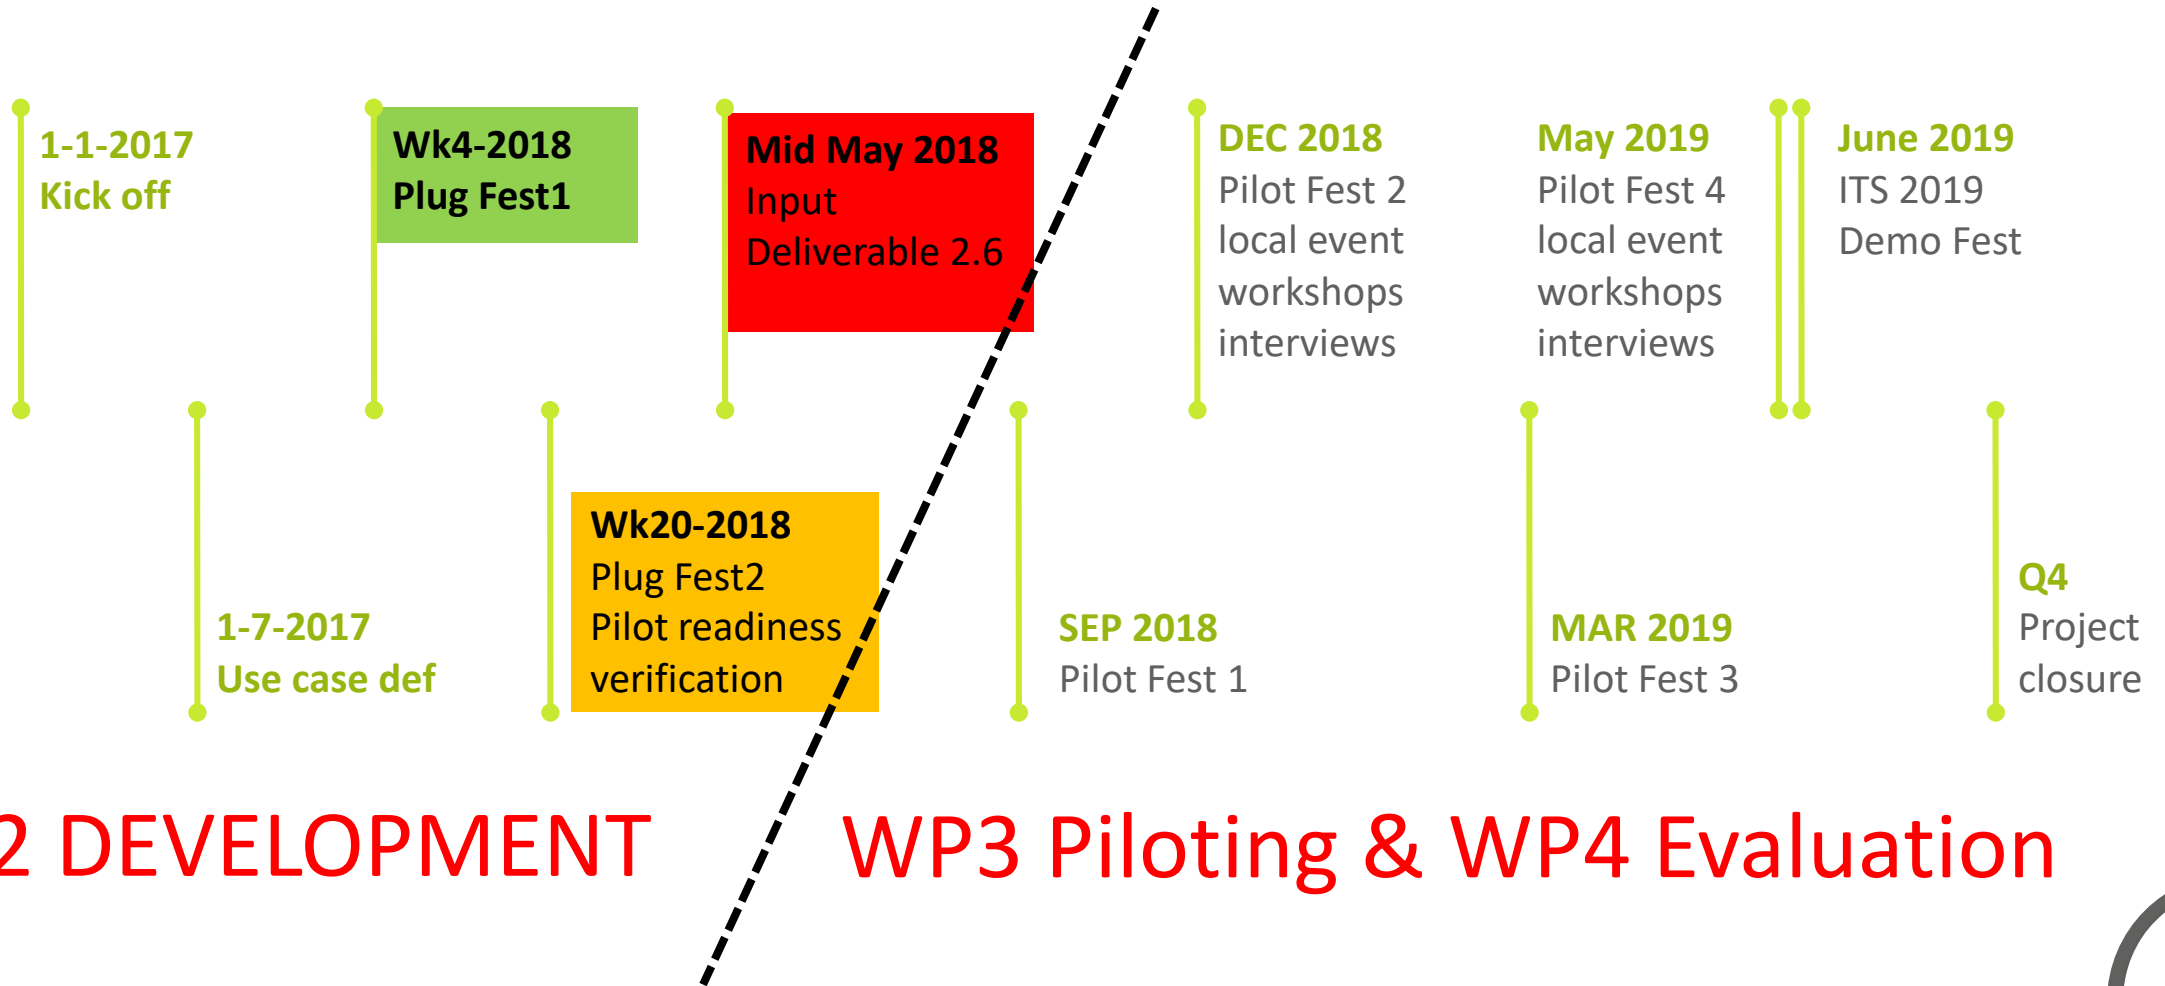 1-1-2017
Kick off
Wk4-2018
Plug Fest1
Mid May 2018
Input
Deliverable 2.6
DEC 2018
Pilot Fest 2
local event
workshops
interviews
May 2019
Pilot Fest 4
local event
workshops
interviews
June 2019
ITS 2019
Demo Fest
1-7-2017
Use case def
Wk20-2018
Plug Fest2
Pilot readiness
verification
SEP 2018
Pilot Fest 1
MAR 2019
Pilot Fest 3
Q4
Project
closure
2 DEVELOPMENT
WP3 Piloting & WP4 Evaluation